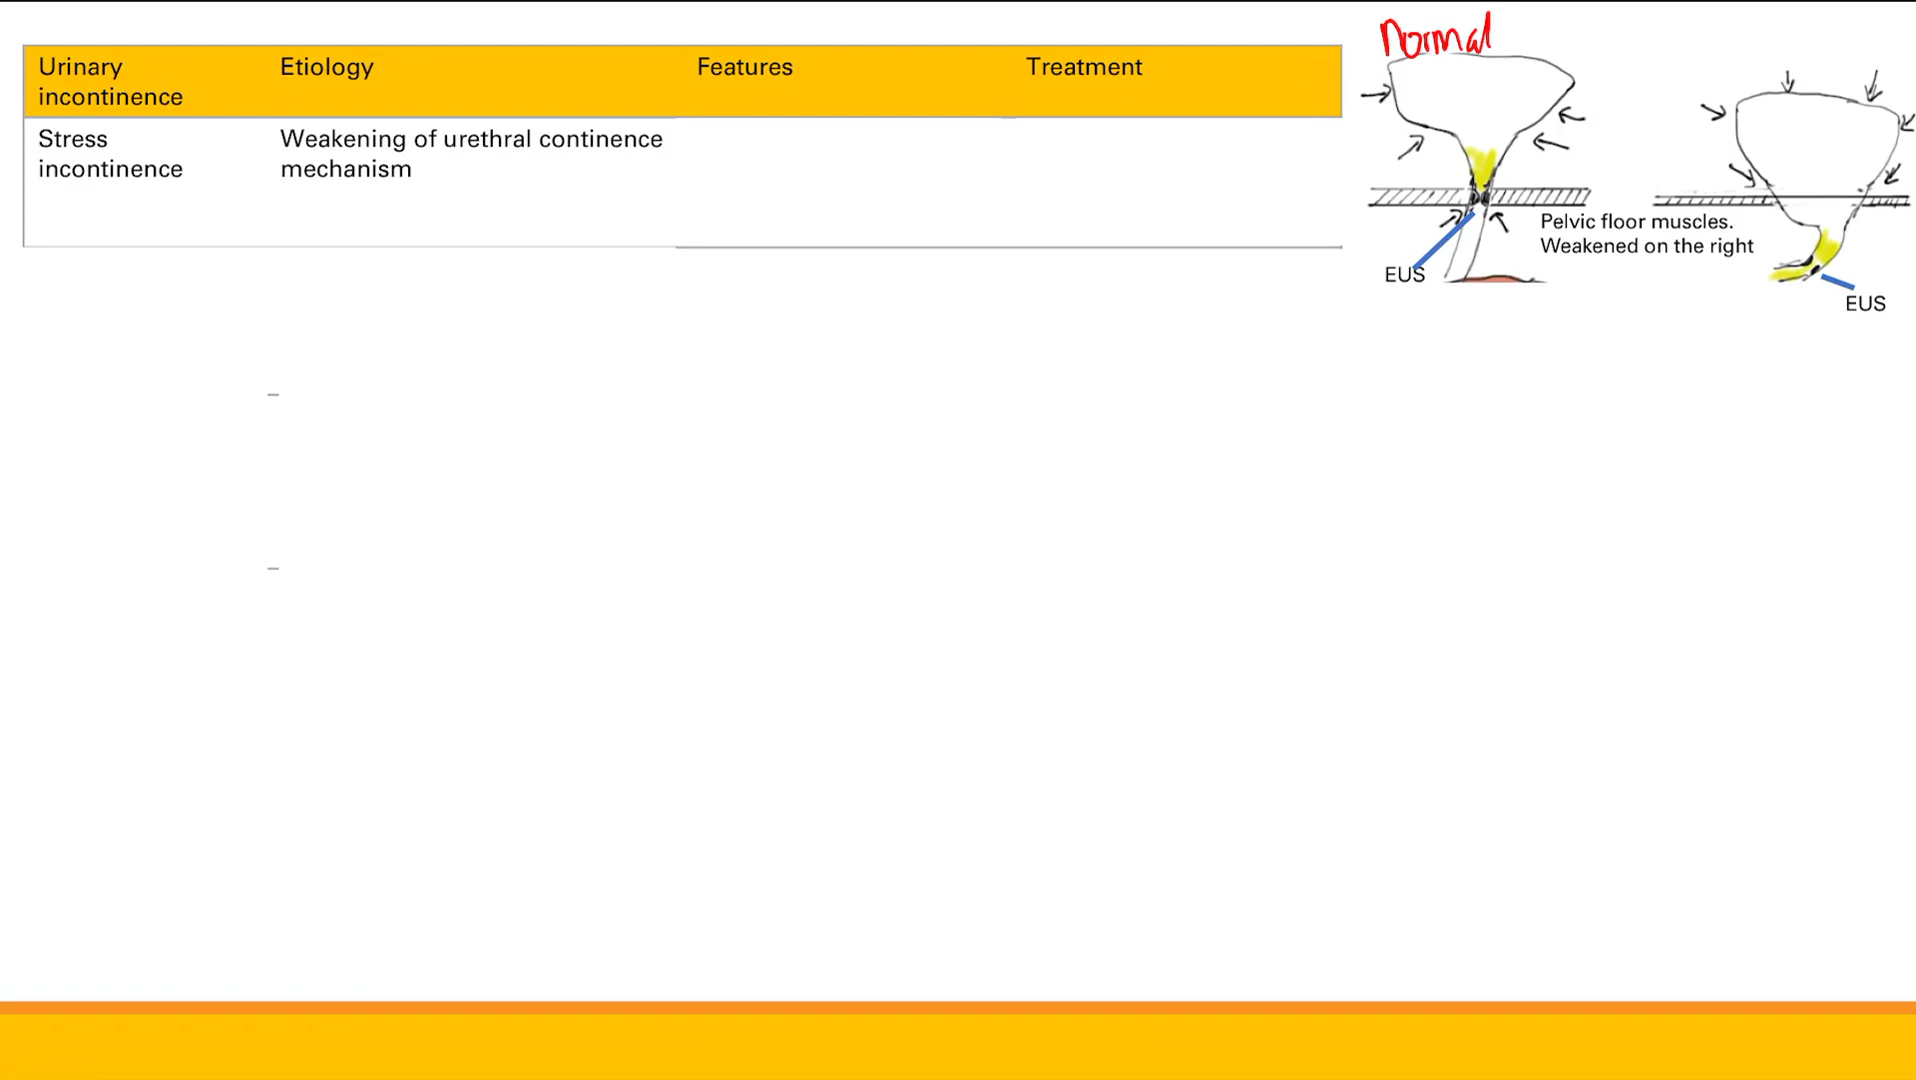 Normal
Urinary
incontinence
Etiology
Features
Treatment
Stress
incontinence
Weakening of urethral continence
mechanism
Pelvic floor muscles.
Weakened on the right
EUS
EUS